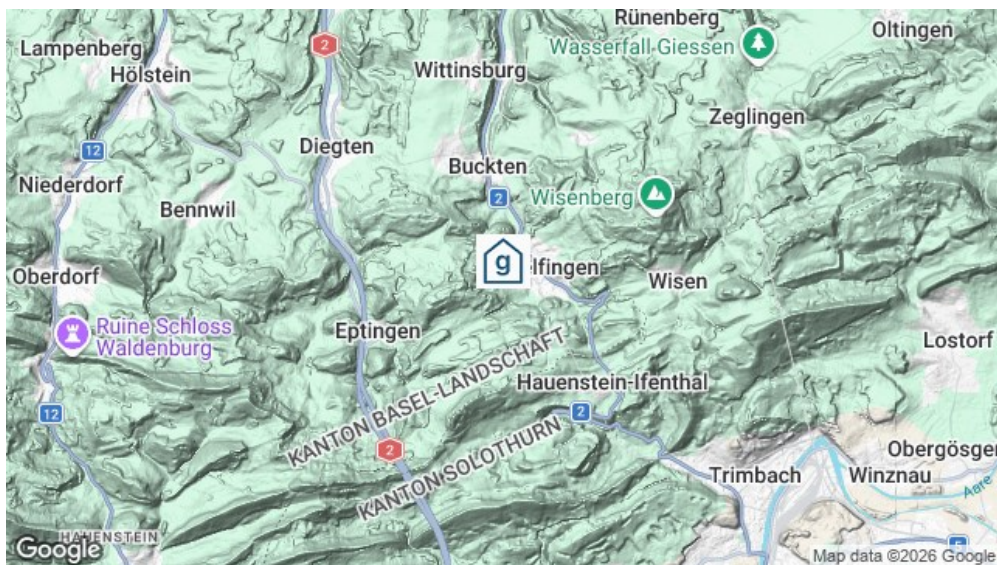 Rünenberg
Oltingen
Lampenberg
2
Wasserfall Giessen
Hölstein
Wittinsburg
Zeglingen
12
Diegten
Buckten
Niederdorf
2
Wisenberg
Bennwil
g
elfingen
Oberdorf
Wisen
Ruine Schloss
Waldenburg
Eptingen
Lostorf
KANTON BASEL-LANDSCHAFT
Hauenstein-Ifenthal
12
2
KANTON SOLOTHURN
2
Obergösgen
Trimbach
Winznau
Aare
HAUENSTEIN
5
Google
Map data ©2026 Google